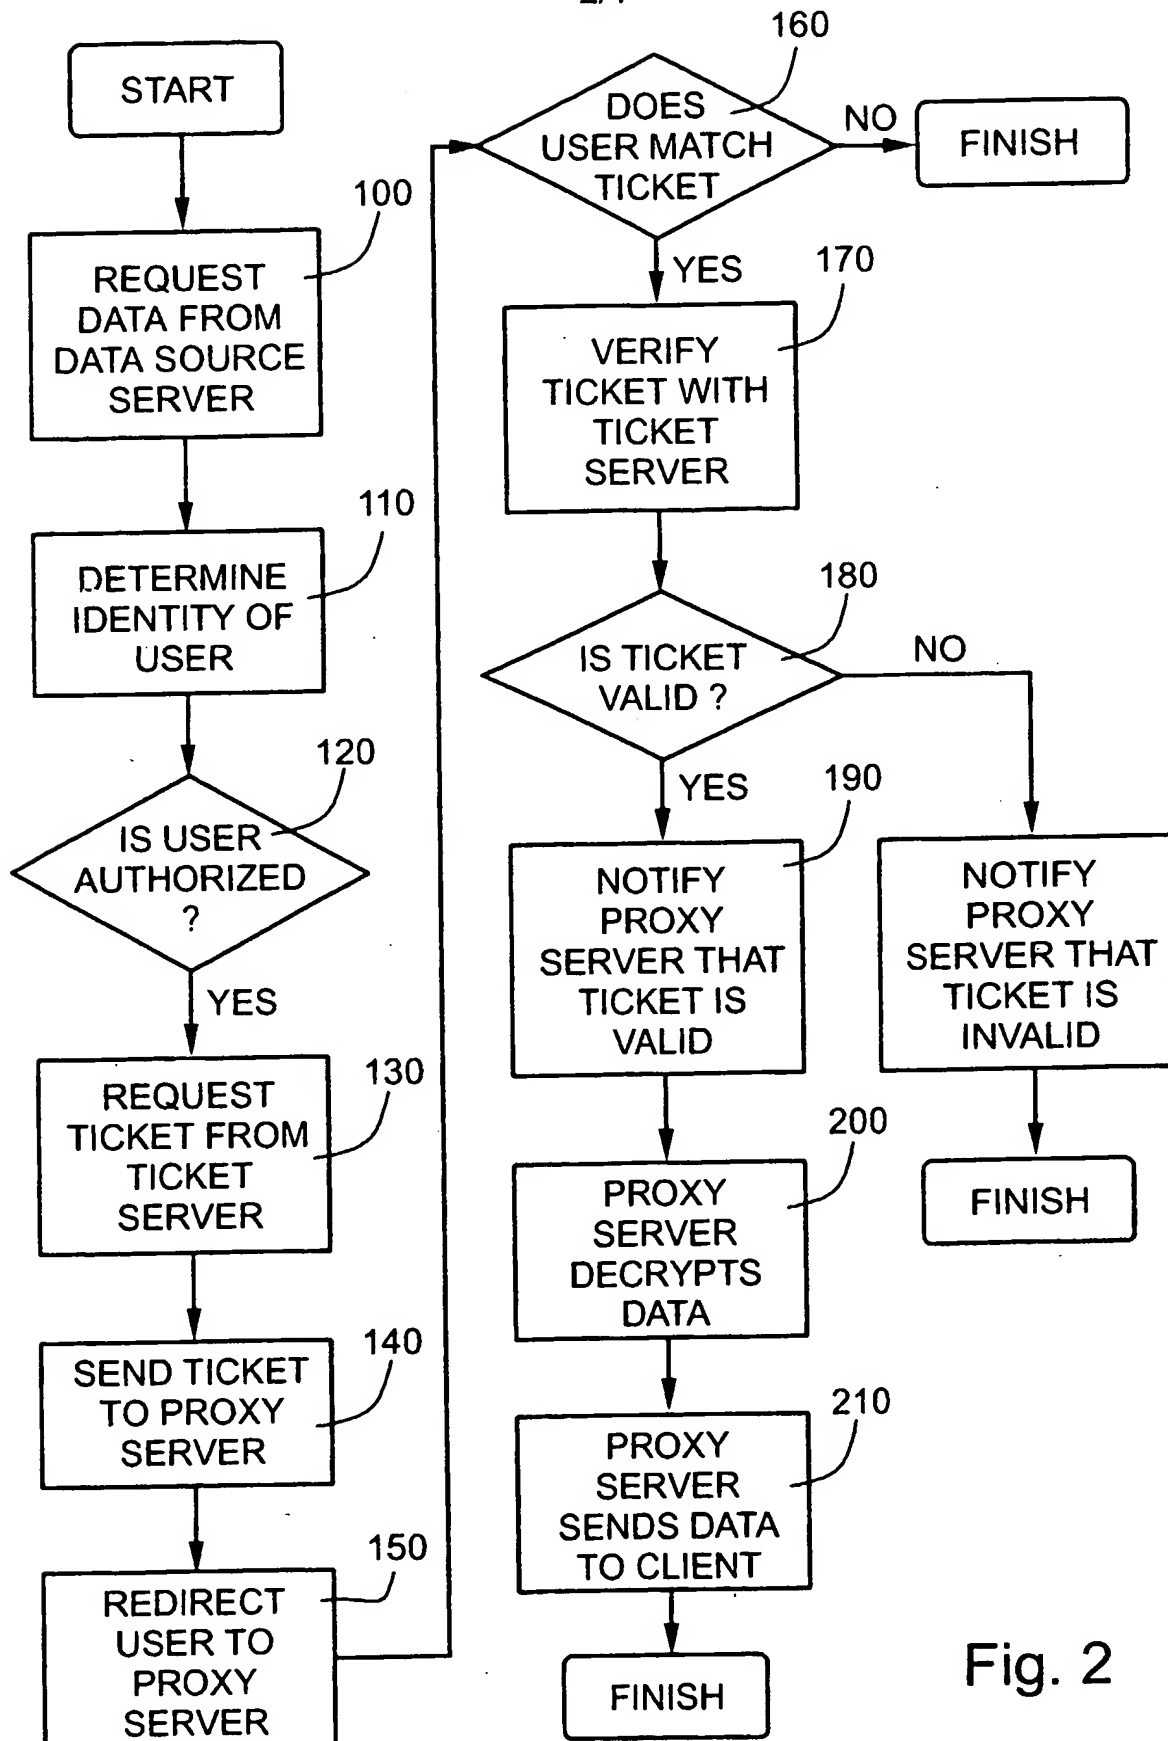 START
100
REQUEST
DATA FROM
DATA SOURCE
SERVER
110
DETERMINE
IDENTITY OF
USER
120
IS USER
AUTHORIZED
?
YES
130
REQUEST
TICKET FROM
TICKET
SERVER
140
SEND TICKET
TO PROXY
SERVER
150
REDIRECT
USER TO
PROXY
SERVER
160
DOES
USER MATCH
TICKET
NO
FINISH
YES
170
VERIFY
TICKET WITH
TICKET
SERVER
180
IS TICKET
VALID ?
NO
YES
190
NOTIFY
PROXY
SERVER THAT
TICKET IS
VALID
NOTIFY
PROXY
SERVER THAT
TICKET IS
INVALID
FINISH
200
PROXY
SERVER
DECRYPTS
DATA
210
PROXY
SERVER
SENDS DATA
TO CLIENT
FINISH
Fig. 2